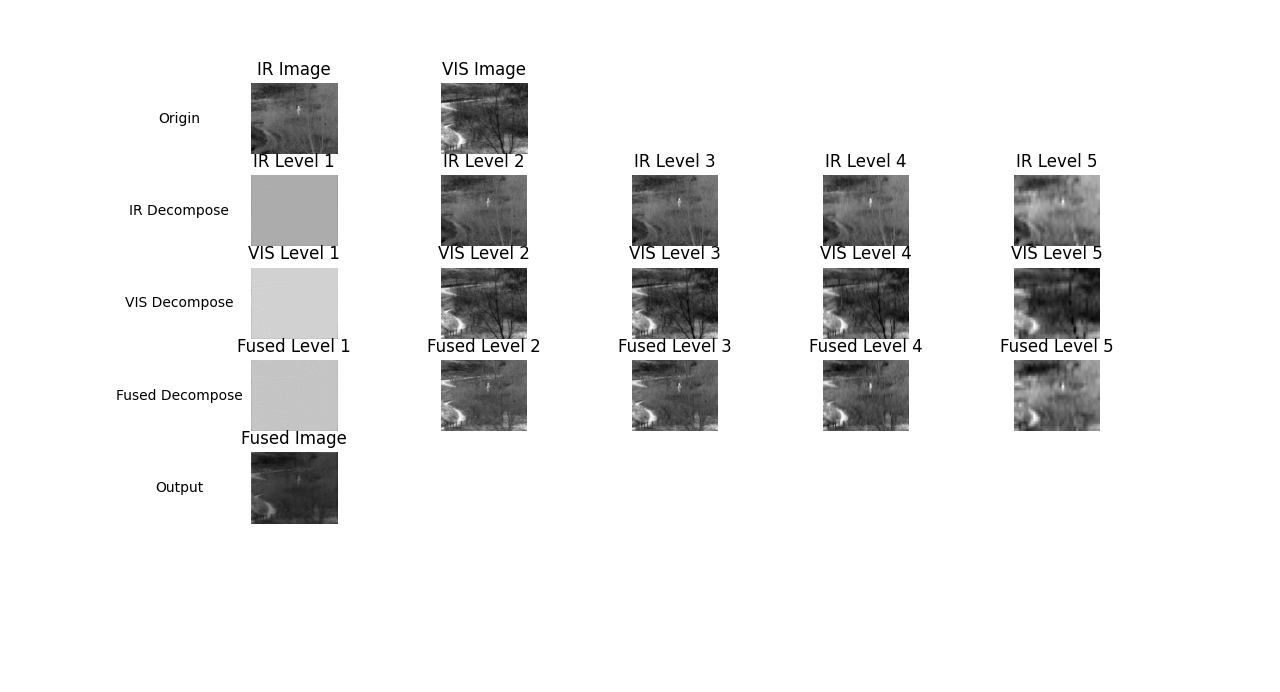 IR Image
VIS Image
Origin
IR Level 1
IR Level 2
IR Level 3
IR Level 4
IR Level 5
IR Decompose
VIS Level 1
VIS Level 2
VIS Level 3
VIS Level 4
VIS Level 5
VIS Decompose
Fused Level 1
Fused Level 2
Fused Level 3
Fused Level 4
Fused Level 5
Fused Decompose
Fused Image
Output